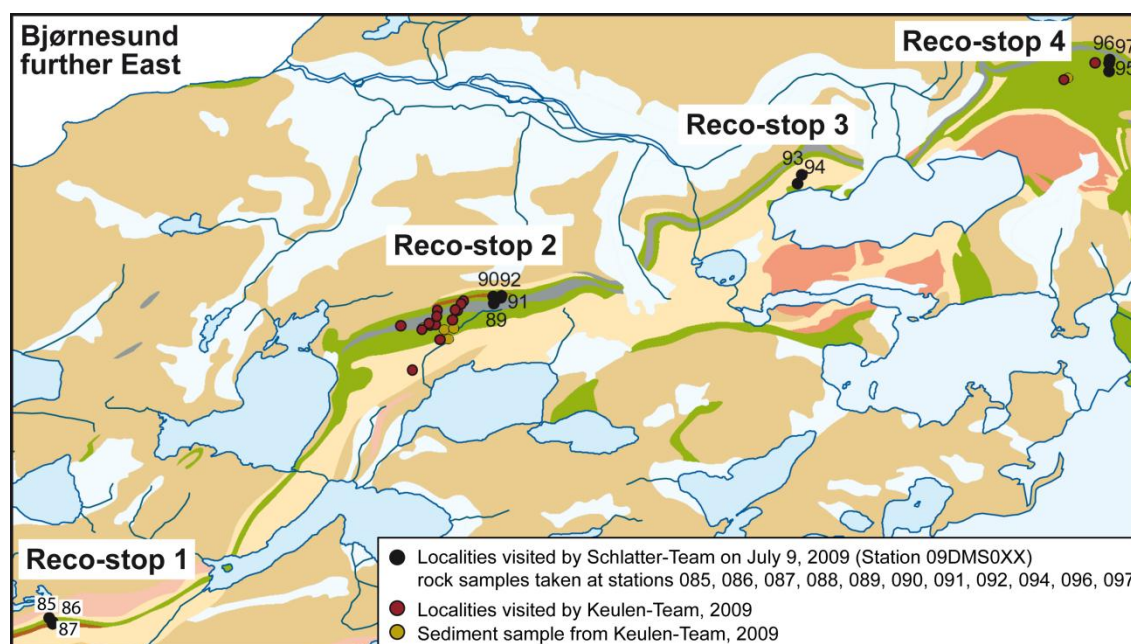 Bjørnesund
further East
Reco-stop 4
96 97
95
Reco-stop 3
93 94
Reco-stop 2
90 92
91
89
Reco-stop 1
85 86
87
Localities visited by Schlatter-Team on July 9, 2009 (Station 09DMS0XX)
rock samples taken at stations 085, 086, 087, 088, 089, 090, 091, 092, 094, 096, 097
Localities visited by Keulen-Team, 2009
Sediment sample from Keulen-Team, 2009